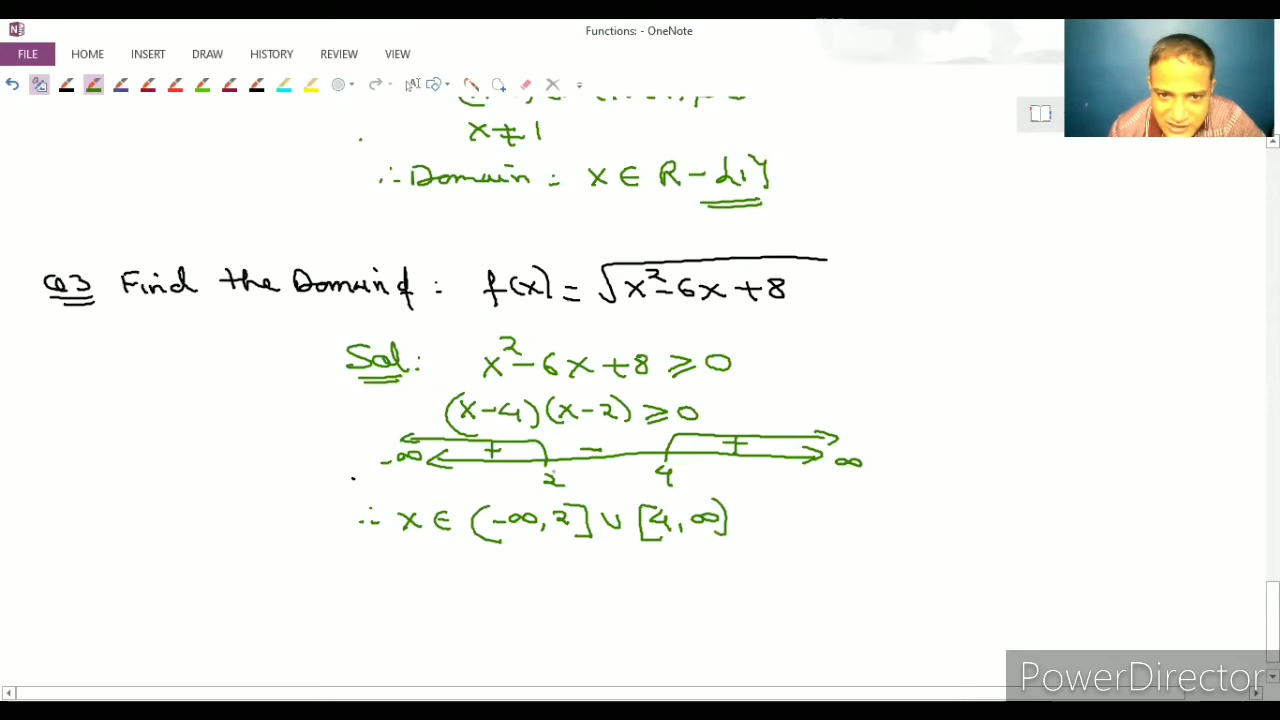 Functions: - OneNote
FILE HOME INSERT DRAW HISTORY REVIEW VIEW
x ≠ 1
∴ Domain = x ∈ R - {1}
Q3 Find the Domain of : f(x) = √x² - 6x + 8
Sol: x² - 6x + 8 ≥ 0
(x - 4)(x - 2) ≥ 0
+ - +
-∞ 2 4 ∞
∴ x ∈ (-∞, 2] ∪ [4, ∞)
PowerDirector